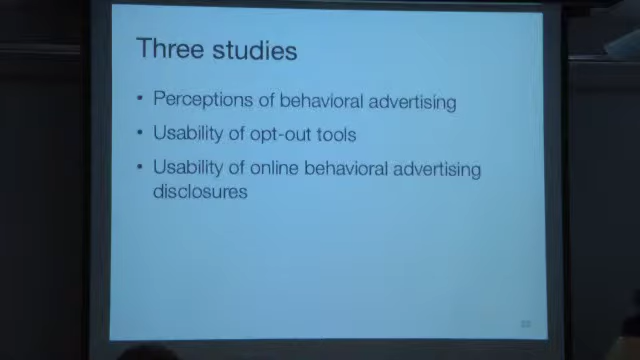 Three studies
• Perceptions of behavioral advertising
• Usability of opt-out tools
• Usability of online behavioral advertising
disclosures